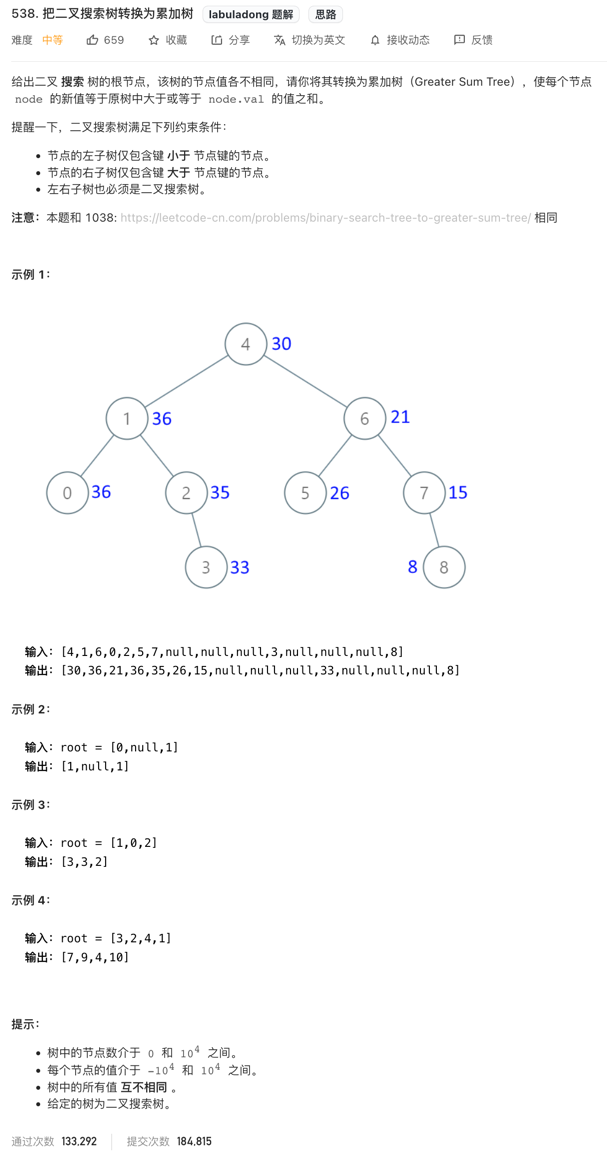 538. 把二叉搜索树转换为累加树 labuladong 题解 思路
难度 中等 659 收藏 分享 切换为英文 接收动态 反馈
给出二叉 搜索 树的根节点，该树的节点值各不相同，请你将其转换为累加树（Greater Sum Tree），使每个节点
node 的新值等于原树中大于或等于 node.val 的值之和。
提醒一下，二叉搜索树满足下列约束条件：
• 节点的左子树仅包含键 小于 节点键的节点。
• 节点的右子树仅包含键 大于 节点键的节点。
• 左右子树也必须是二叉搜索树。
注意：本题和 1038: https://leetcode-cn.com/problems/binary-search-tree-to-greater-sum-tree/ 相同
示例 1：
4 30
1 36 6 21
0 36 2 35 5 26 7 15
3 33 8 8
输入：[4,1,6,0,2,5,7,null,null,null,3,null,null,null,8]
输出：[30,36,21,36,35,26,15,null,null,null,33,null,null,null,8]
示例 2：
输入：root = [0,null,1]
输出：[1,null,1]
示例 3：
输入：root = [1,0,2]
输出：[3,3,2]
示例 4：
输入：root = [3,2,4,1]
输出：[7,9,4,10]
提示：
• 树中的节点数介于 0 和 10⁴ 之间。
• 每个节点的值介于 -10⁴ 和 10⁴ 之间。
• 树中的所有值 互不相同 。
• 给定的树为二叉搜索树。
通过次数 133,292 提交次数 184,815